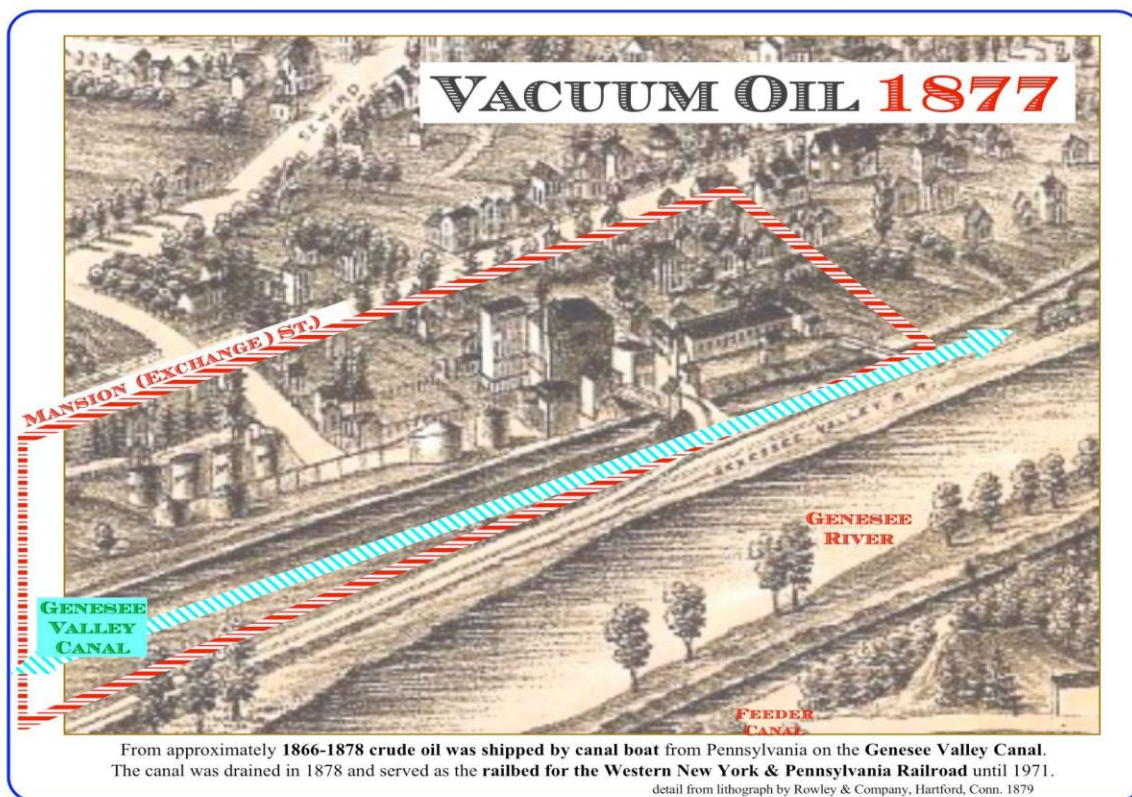 VACUUM OIL 1877
SEWARD
MANSION (EXCHANGE) ST.)
GENESEE VALLEY R. R.
GENESEE
RIVER
GENESEE
VALLEY
CANAL
FEEDER
CANAL
From approximately 1866-1878 crude oil was shipped by canal boat from Pennsylvania on the Genesee Valley Canal.
The canal was drained in 1878 and served as the railbed for the Western New York & Pennsylvania Railroad until 1971.
detail from lithograph by Rowley & Company, Hartford, Conn. 1879